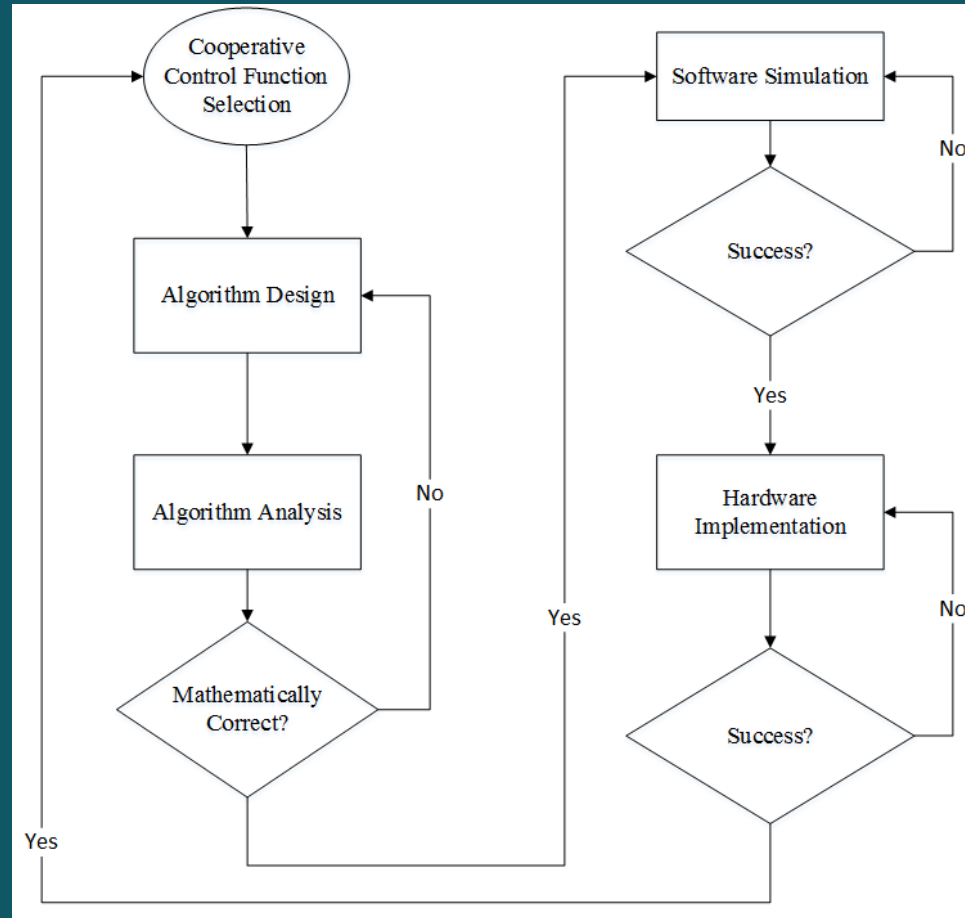 Cooperative
Control Function
Selection
Algorithm Design
Algorithm Analysis
No
Mathematically
Correct?
Yes
Yes
Software Simulation
No
Success?
Yes
Hardware
Implementation
No
Success?